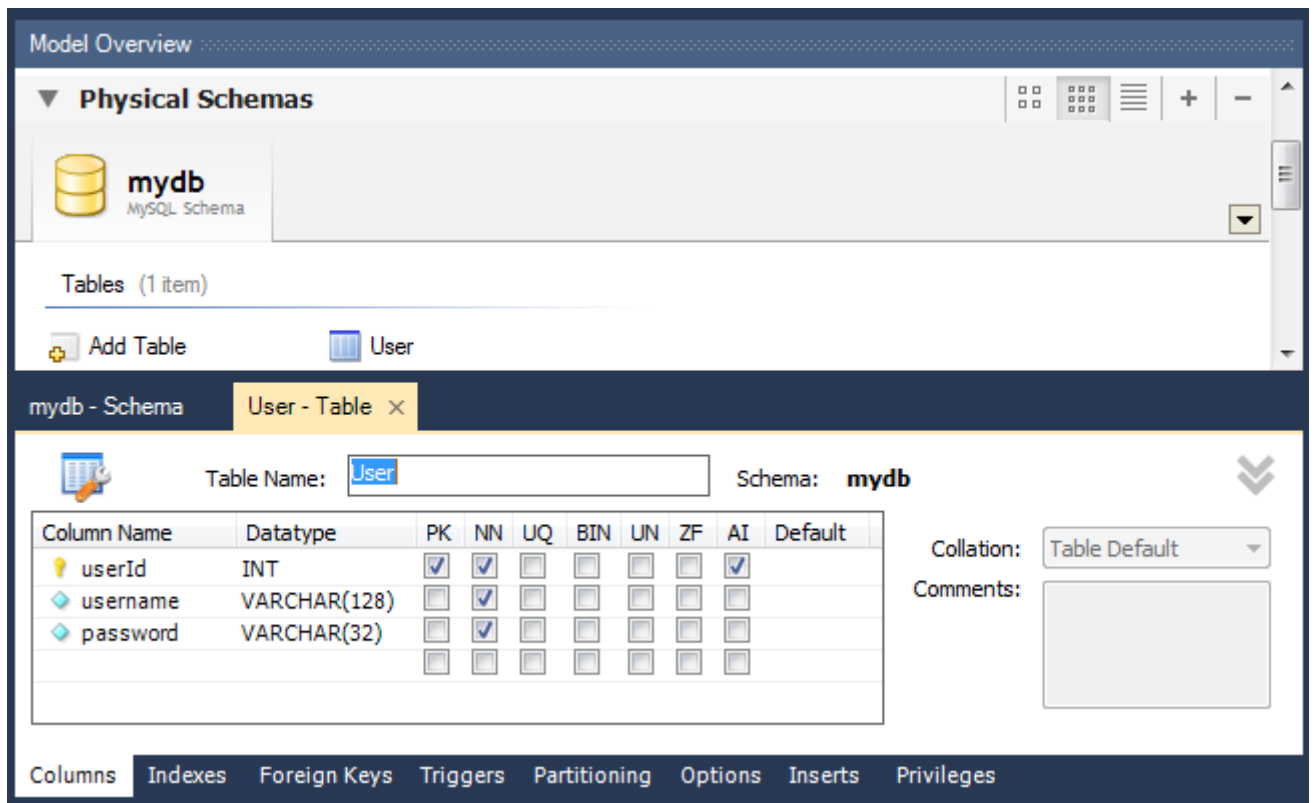 Model Overview
Physical Schemas
mydb
MySQL Schema
Tables (1 item)
Add Table User
mydb - Schema User - Table
Table Name: User Schema: mydb
Column Name Datatype PK NN UQ BIN UN ZF AI Default
userId INT
username VARCHAR(128)
password VARCHAR(32)
Collation: Table Default
Comments:
Columns Indexes Foreign Keys Triggers Partitioning Options Inserts Privileges